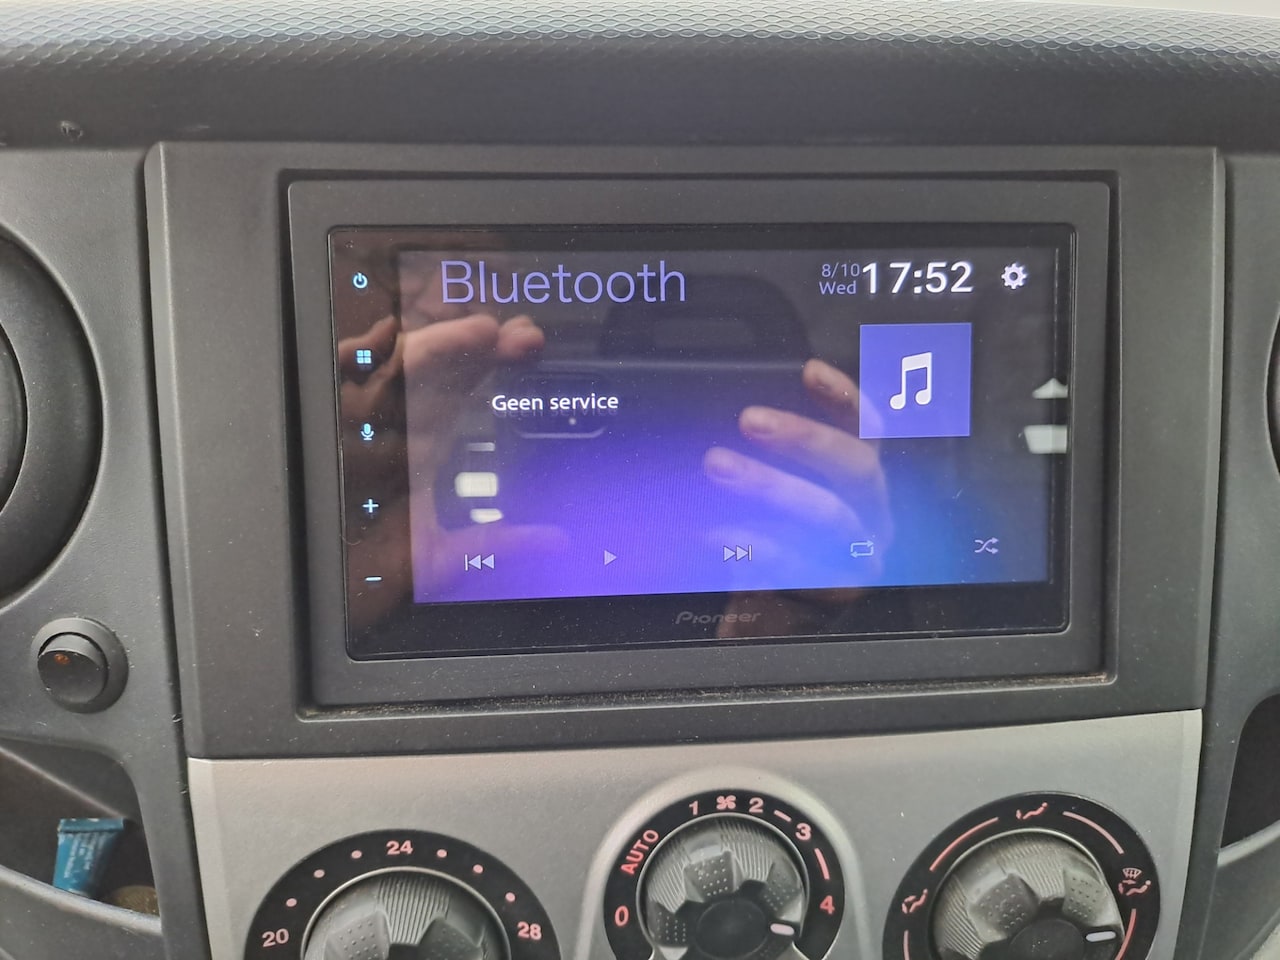 Bluetooth
8/10
Wed
17:52
Geen service
Pioneer
24
20
28
AUTO
0
1
2
3
4